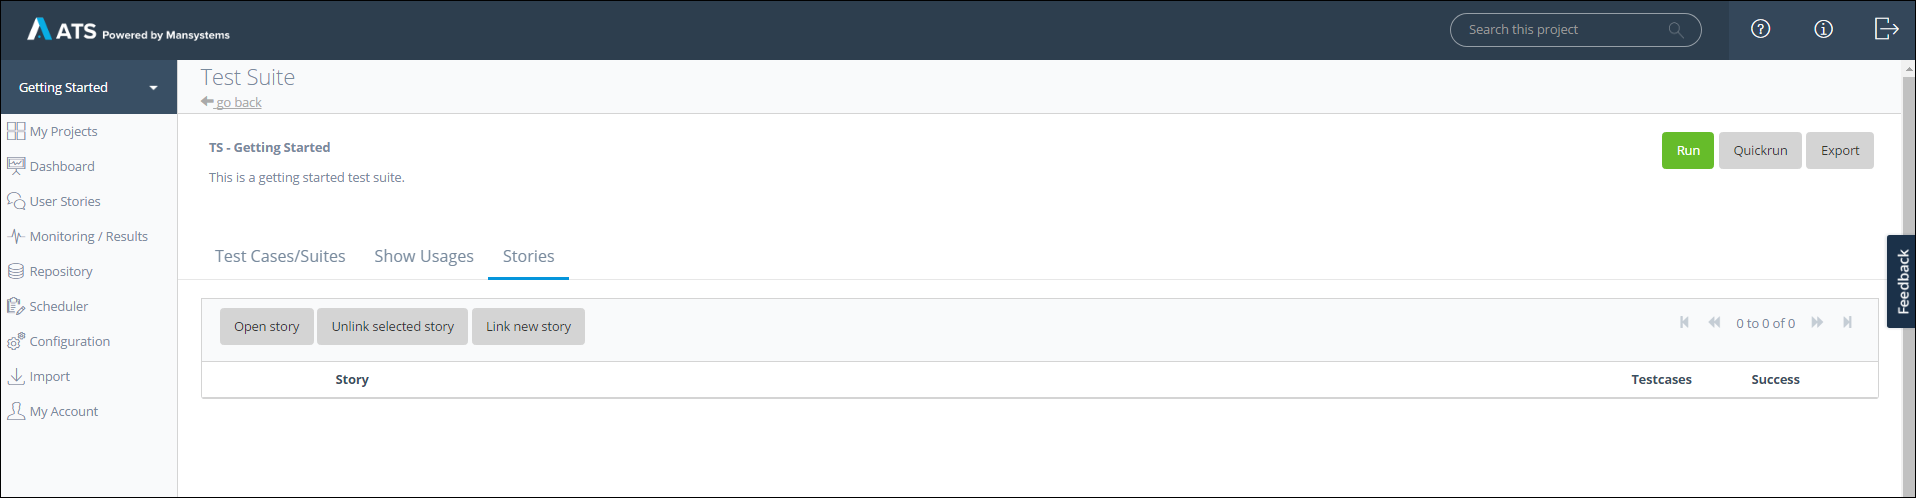 ATS Powered by Mansystems
Search this project
Getting Started
Test Suite
go back
My Projects
Dashboard
User Stories
Monitoring / Results
Repository
Scheduler
Configuration
Import
My Account
TS - Getting Started
This is a getting started test suite.
Run Quickrun Export
Test Cases/Suites Show Usages Stories
Open story Unlink selected story Link new story
0 to 0 of 0
Story Testcases Success
Feedback